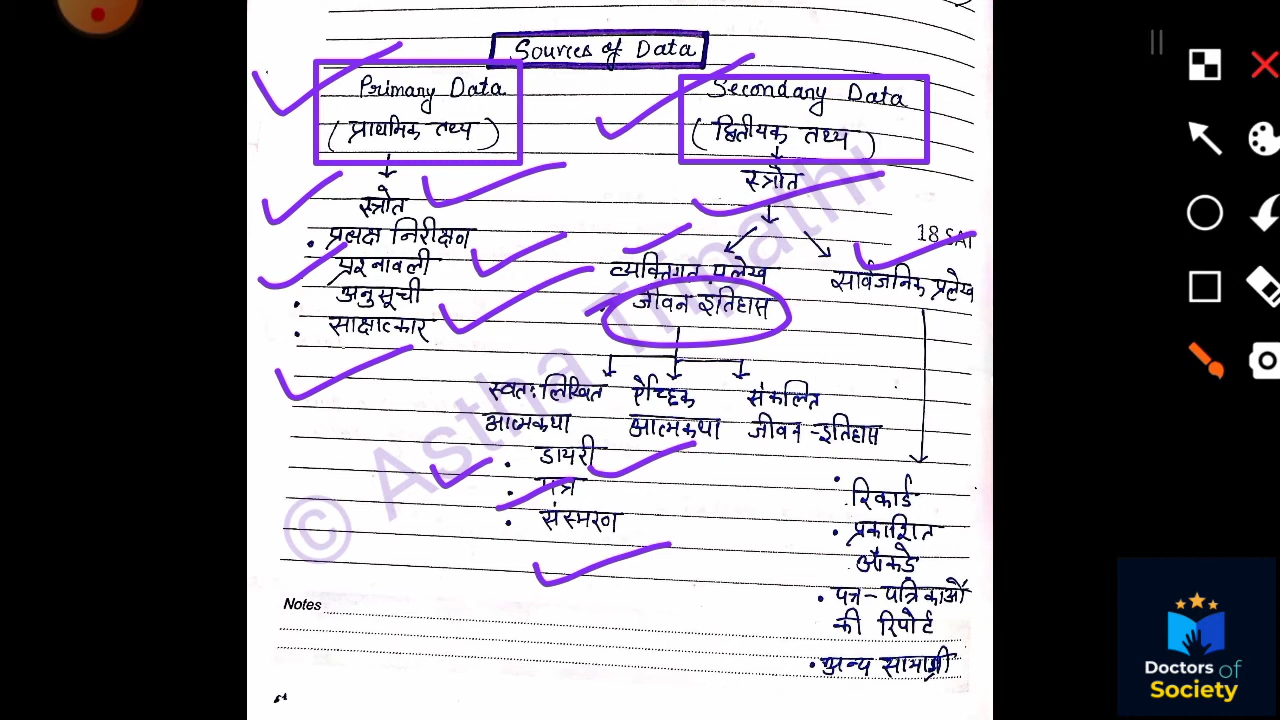 Sources of Data
Primary Data
(प्राथमिक तथ्य)
स्त्रोत
• प्रत्यक्ष निरीक्षण
प्रश्नावली
• अनुसूची
• साक्षात्कार
Secondary Data
(द्वितीयक तथ्य)
स्त्रोत
व्यक्तिगत प्रलेख
• जीवन इतिहास
सार्वजनिक प्रलेख
स्वतः लिखित
आत्मकथा
ऐच्छिक
आत्मकथा
संकलित
जीवन-इतिहास
• डायरी
• पत्र
• संस्मरण
• रिकार्ड
• प्रकाशित
आँकडे
• पत्र-पत्रिकाओं
की रिपोर्ट
• अन्य सामाग्री
Notes
© Astha Tripathi
Doctors of
Society